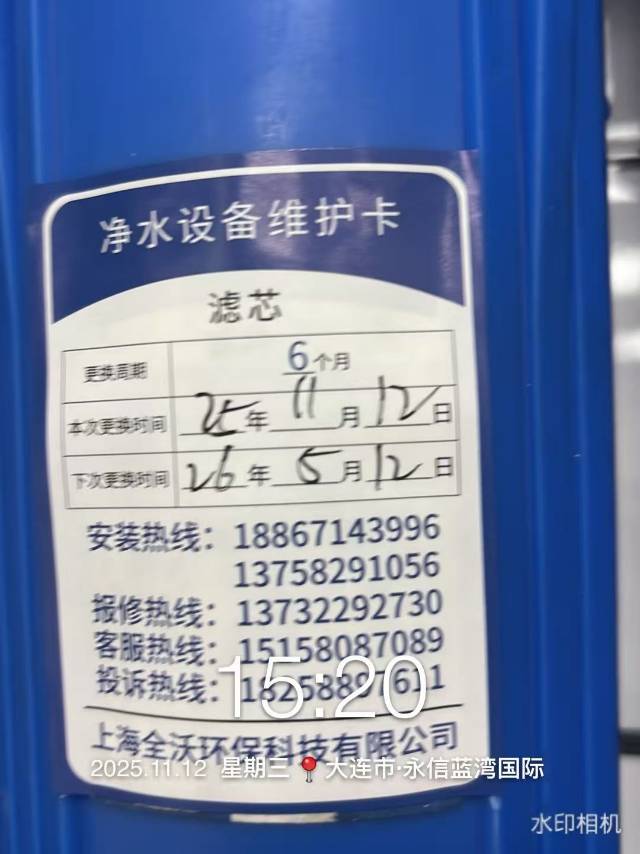 净水设备维护卡
滤芯
更换周期 6个月
本次更换时间 25年 11月 12日
下次更换时间 26年 5月 12日
安装热线：18867143996
13758291056
报修热线：13732292730
客服热线：15158087089
投诉热线：18258897611
15:20
上海全沃环保科技有限公司
2025.11.12 星期三 大连市·永信蓝湾国际
水印相机